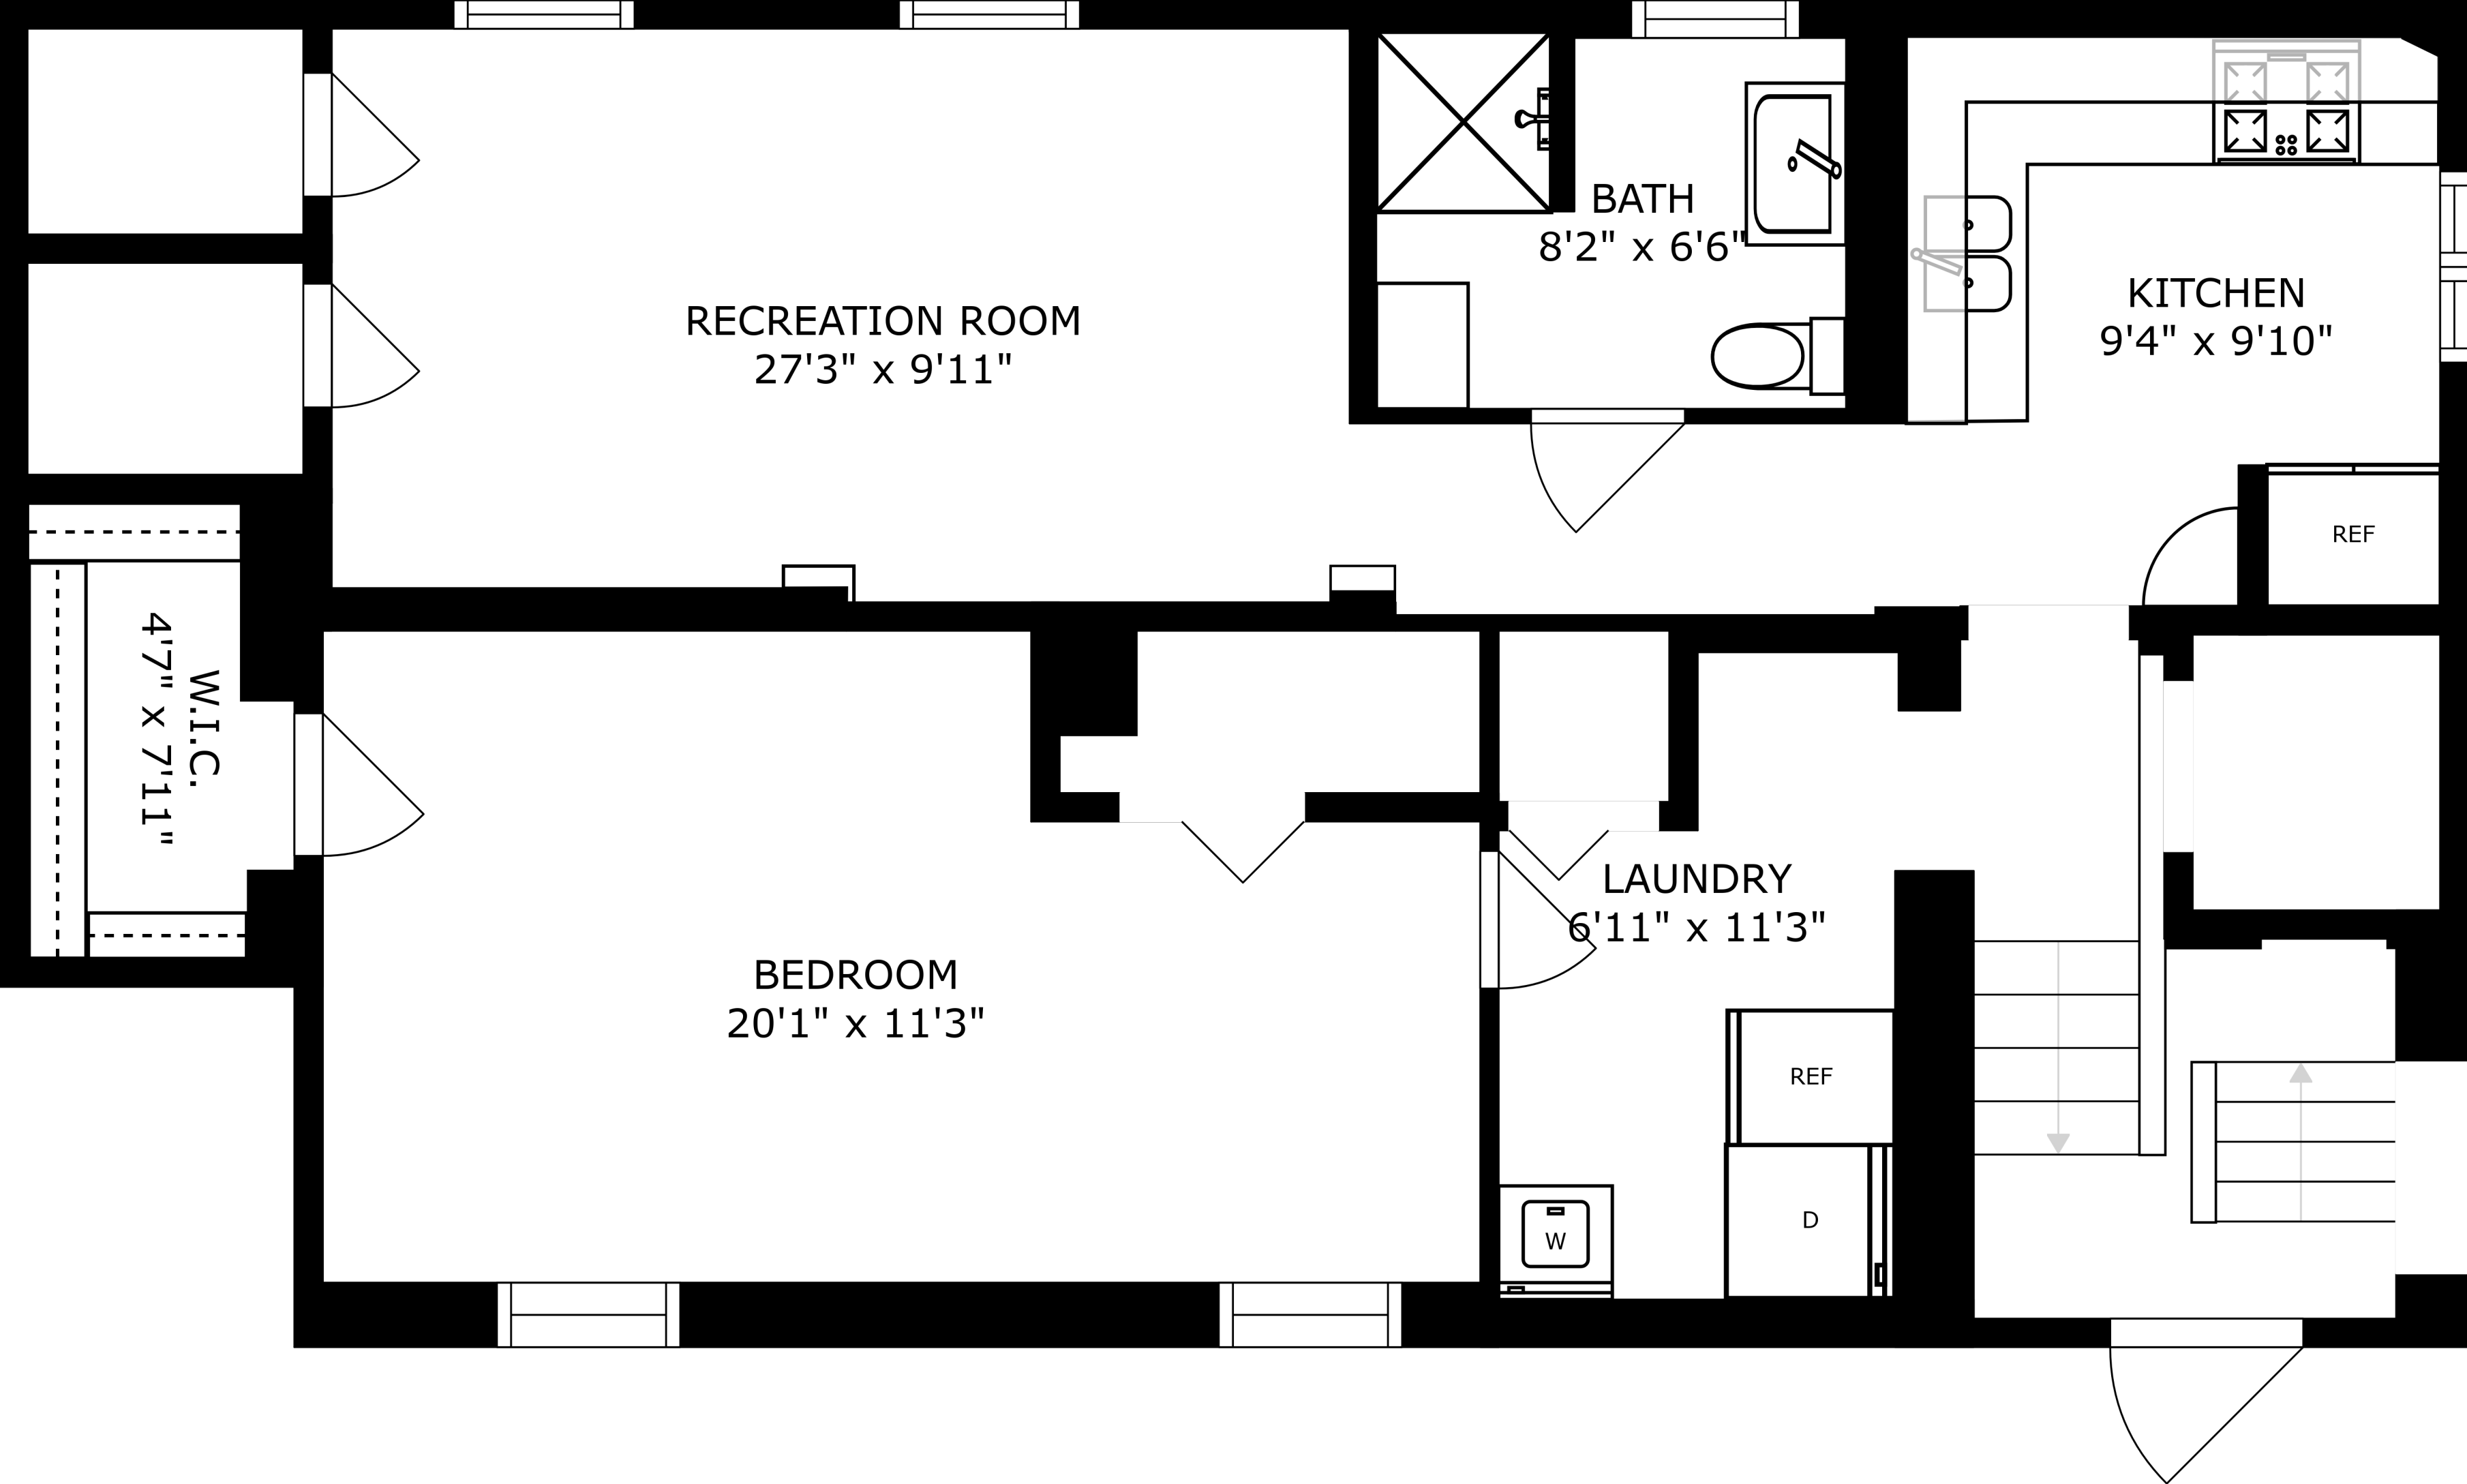 BATH
8'2" x 6'6"
KITCHEN
9'4" x 9'10"
RECREATION ROOM
27'3" x 9'11"
REF
W.I.C.
4'7" x 7'11"
LAUNDRY
6'11" x 11'3"
BEDROOM
20'1" x 11'3"
REF
D
W